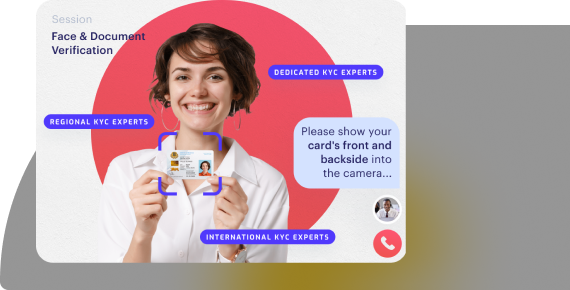 Session
Face & Document
Verification
DEDICATED KYC EXPERTS
REGIONAL KYC EXPERTS
Please show your
card's front and
backside into
the camera...
INTERNATIONAL KYC EXPERTS